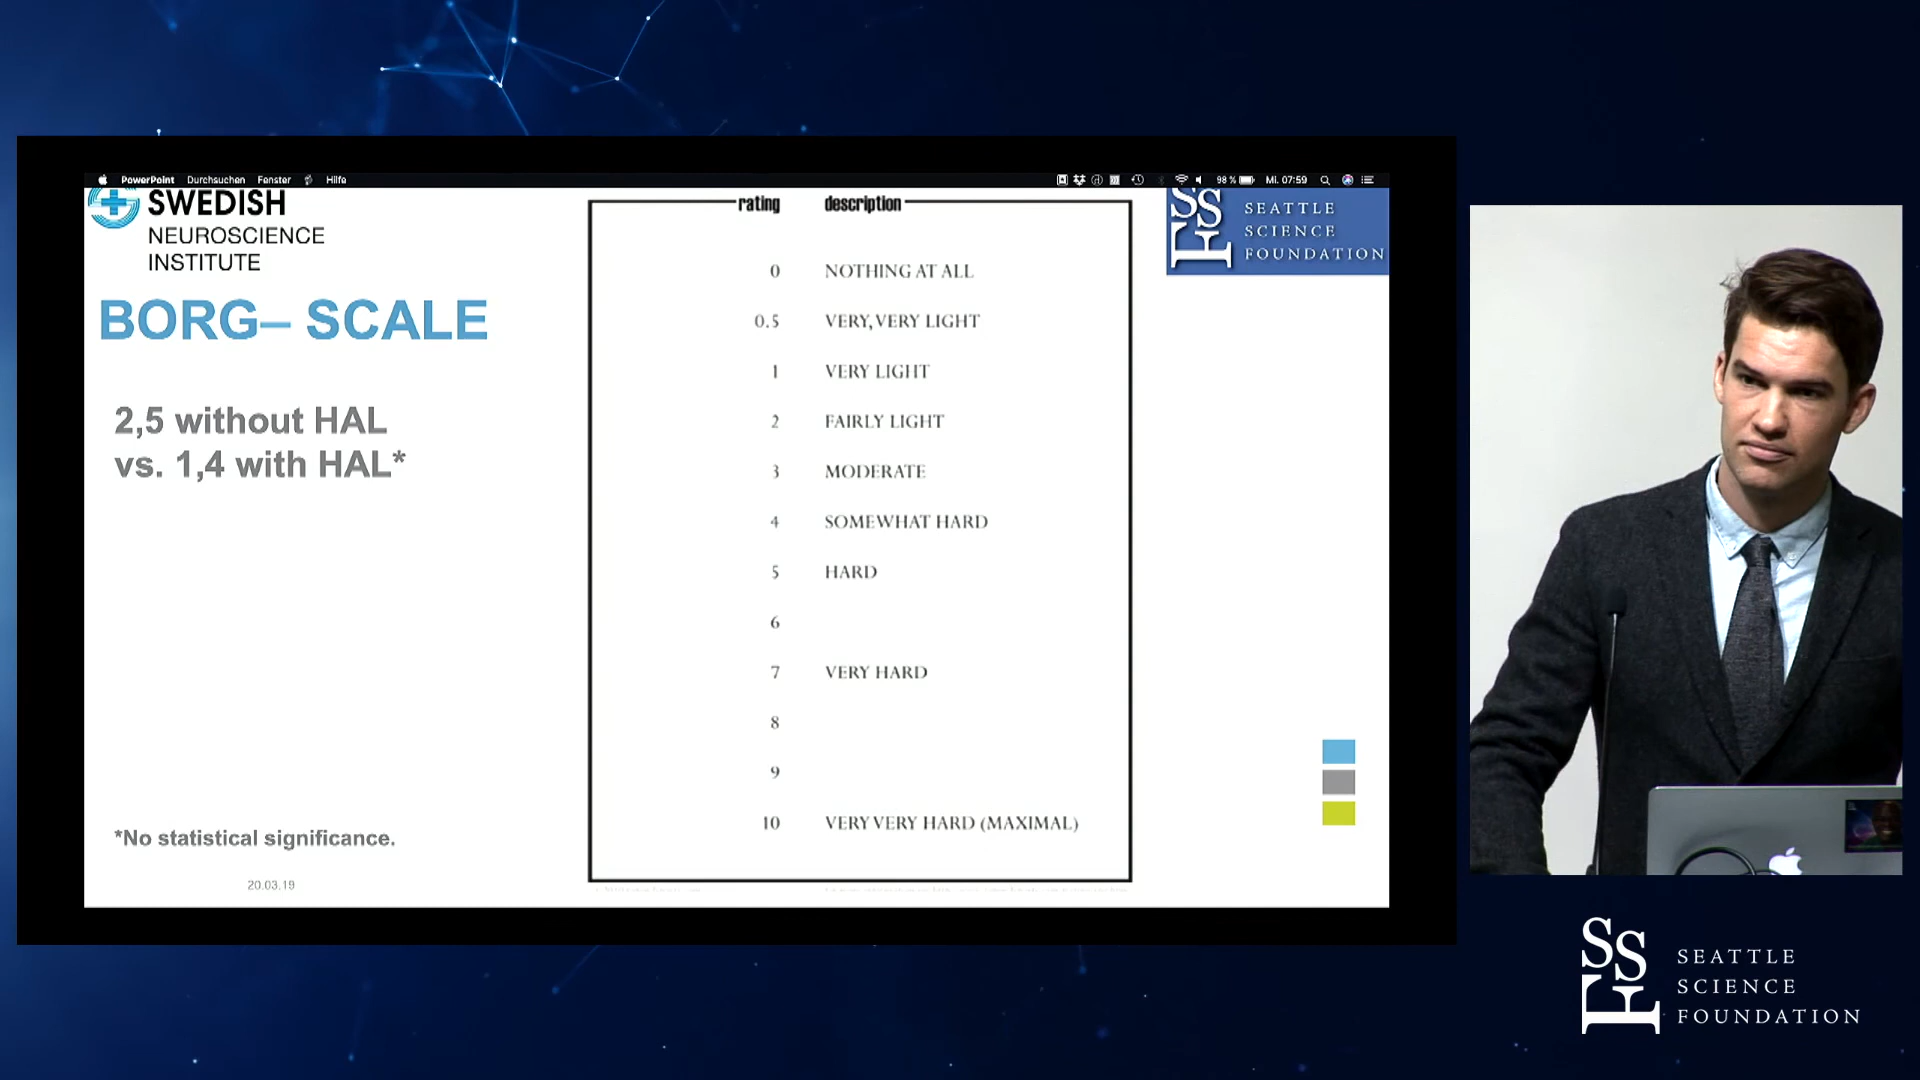 PowerPoint Durchsuchen Fenster Hilfe
98 % Mi. 07:59
SWEDISH
NEUROSCIENCE
INSTITUTE
BORG– SCALE
2,5 without HAL
vs. 1,4 with HAL*
*No statistical significance.
20.03.19
rating description
0 NOTHING AT ALL
0.5 VERY, VERY LIGHT
1 VERY LIGHT
2 FAIRLY LIGHT
3 MODERATE
4 SOMEWHAT HARD
5 HARD
6
7 VERY HARD
8
9
10 VERY VERY HARD (MAXIMAL)
SSF
SEATTLE
SCIENCE
FOUNDATION
SSF
SEATTLE
SCIENCE
FOUNDATION